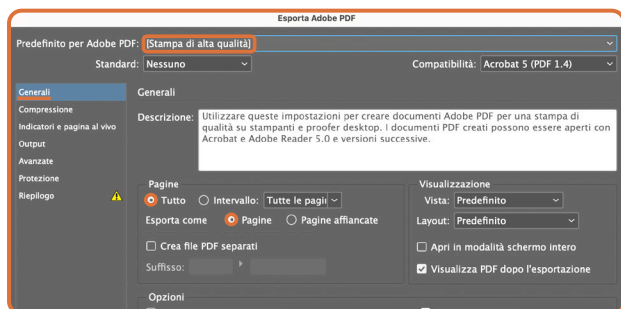 Esporta Adobe PDF
Predefinito per Adobe PDF: [Stampa di alta qualità]
Standard: Nessuno Compatibilità: Acrobat 5 (PDF 1.4)
Generali
Compressione
Indicatori e pagina al vivo
Output
Avanzate
Protezione
Riepilogo
Generali
Descrizione: Utilizzare queste impostazioni per creare documenti Adobe PDF per una stampa di
qualità su stampanti e proofer desktop. I documenti PDF creati possono essere aperti con
Acrobat e Adobe Reader 5.0 e versioni successive.
Pagine
Tutto Intervallo: Tutte le pagin
Esporta come Pagine Pagine affiancate
Crea file PDF separati
Suffisso:
Visualizzazione
Vista: Predefinito
Layout: Predefinito
Apri in modalità schermo intero
Visualizza PDF dopo l'esportazione
Opzioni